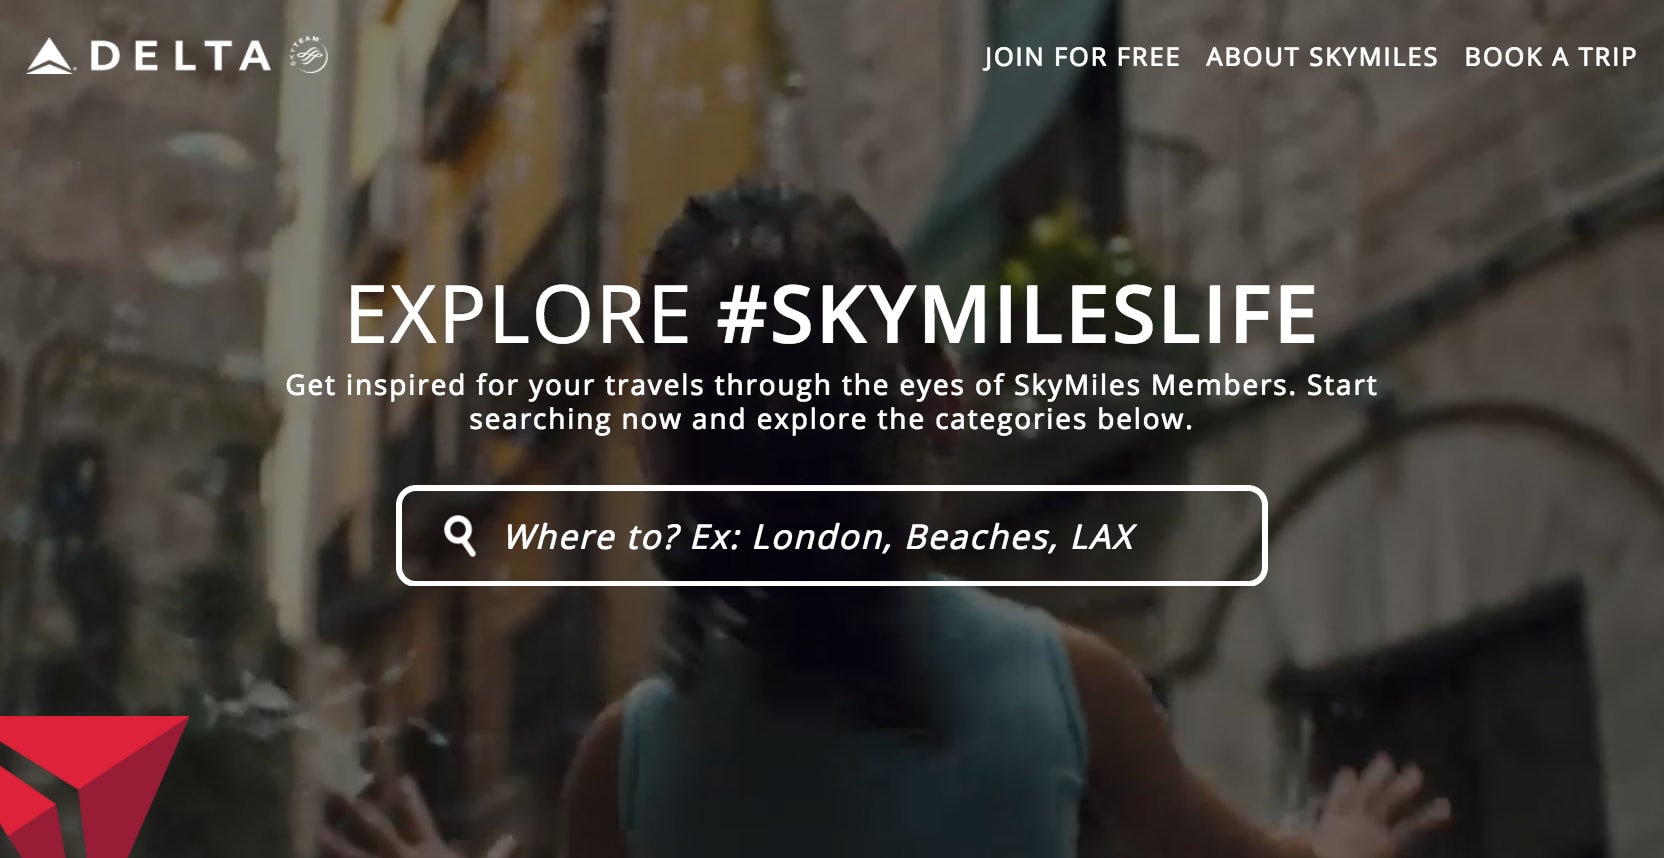 DELTA SKYTEAM
JOIN FOR FREE ABOUT SKYMILES BOOK A TRIP
EXPLORE #SKYMILESLIFE
Get inspired for your travels through the eyes of SkyMiles Members. Start
searching now and explore the categories below.
Where to? Ex: London, Beaches, LAX